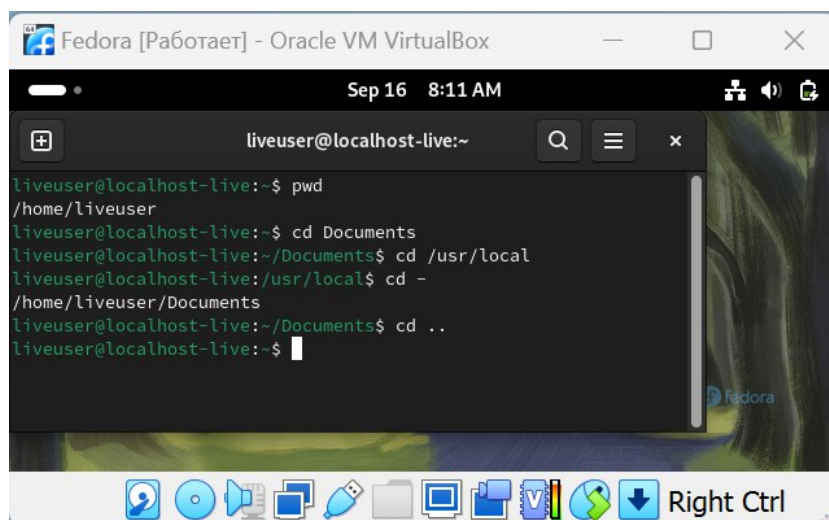 Fedora [Работает] - Oracle VM VirtualBox
Sep 16 8:11 AM
liveuser@localhost-live:~
liveuser@localhost-live:~$ pwd
/home/liveuser
liveuser@localhost-live:~$ cd Documents
liveuser@localhost-live:~/Documents$ cd /usr/local
liveuser@localhost-live:/usr/local$ cd -
/home/liveuser/Documents
liveuser@localhost-live:~/Documents$ cd ..
liveuser@localhost-live:~$
fedora
Right Ctrl